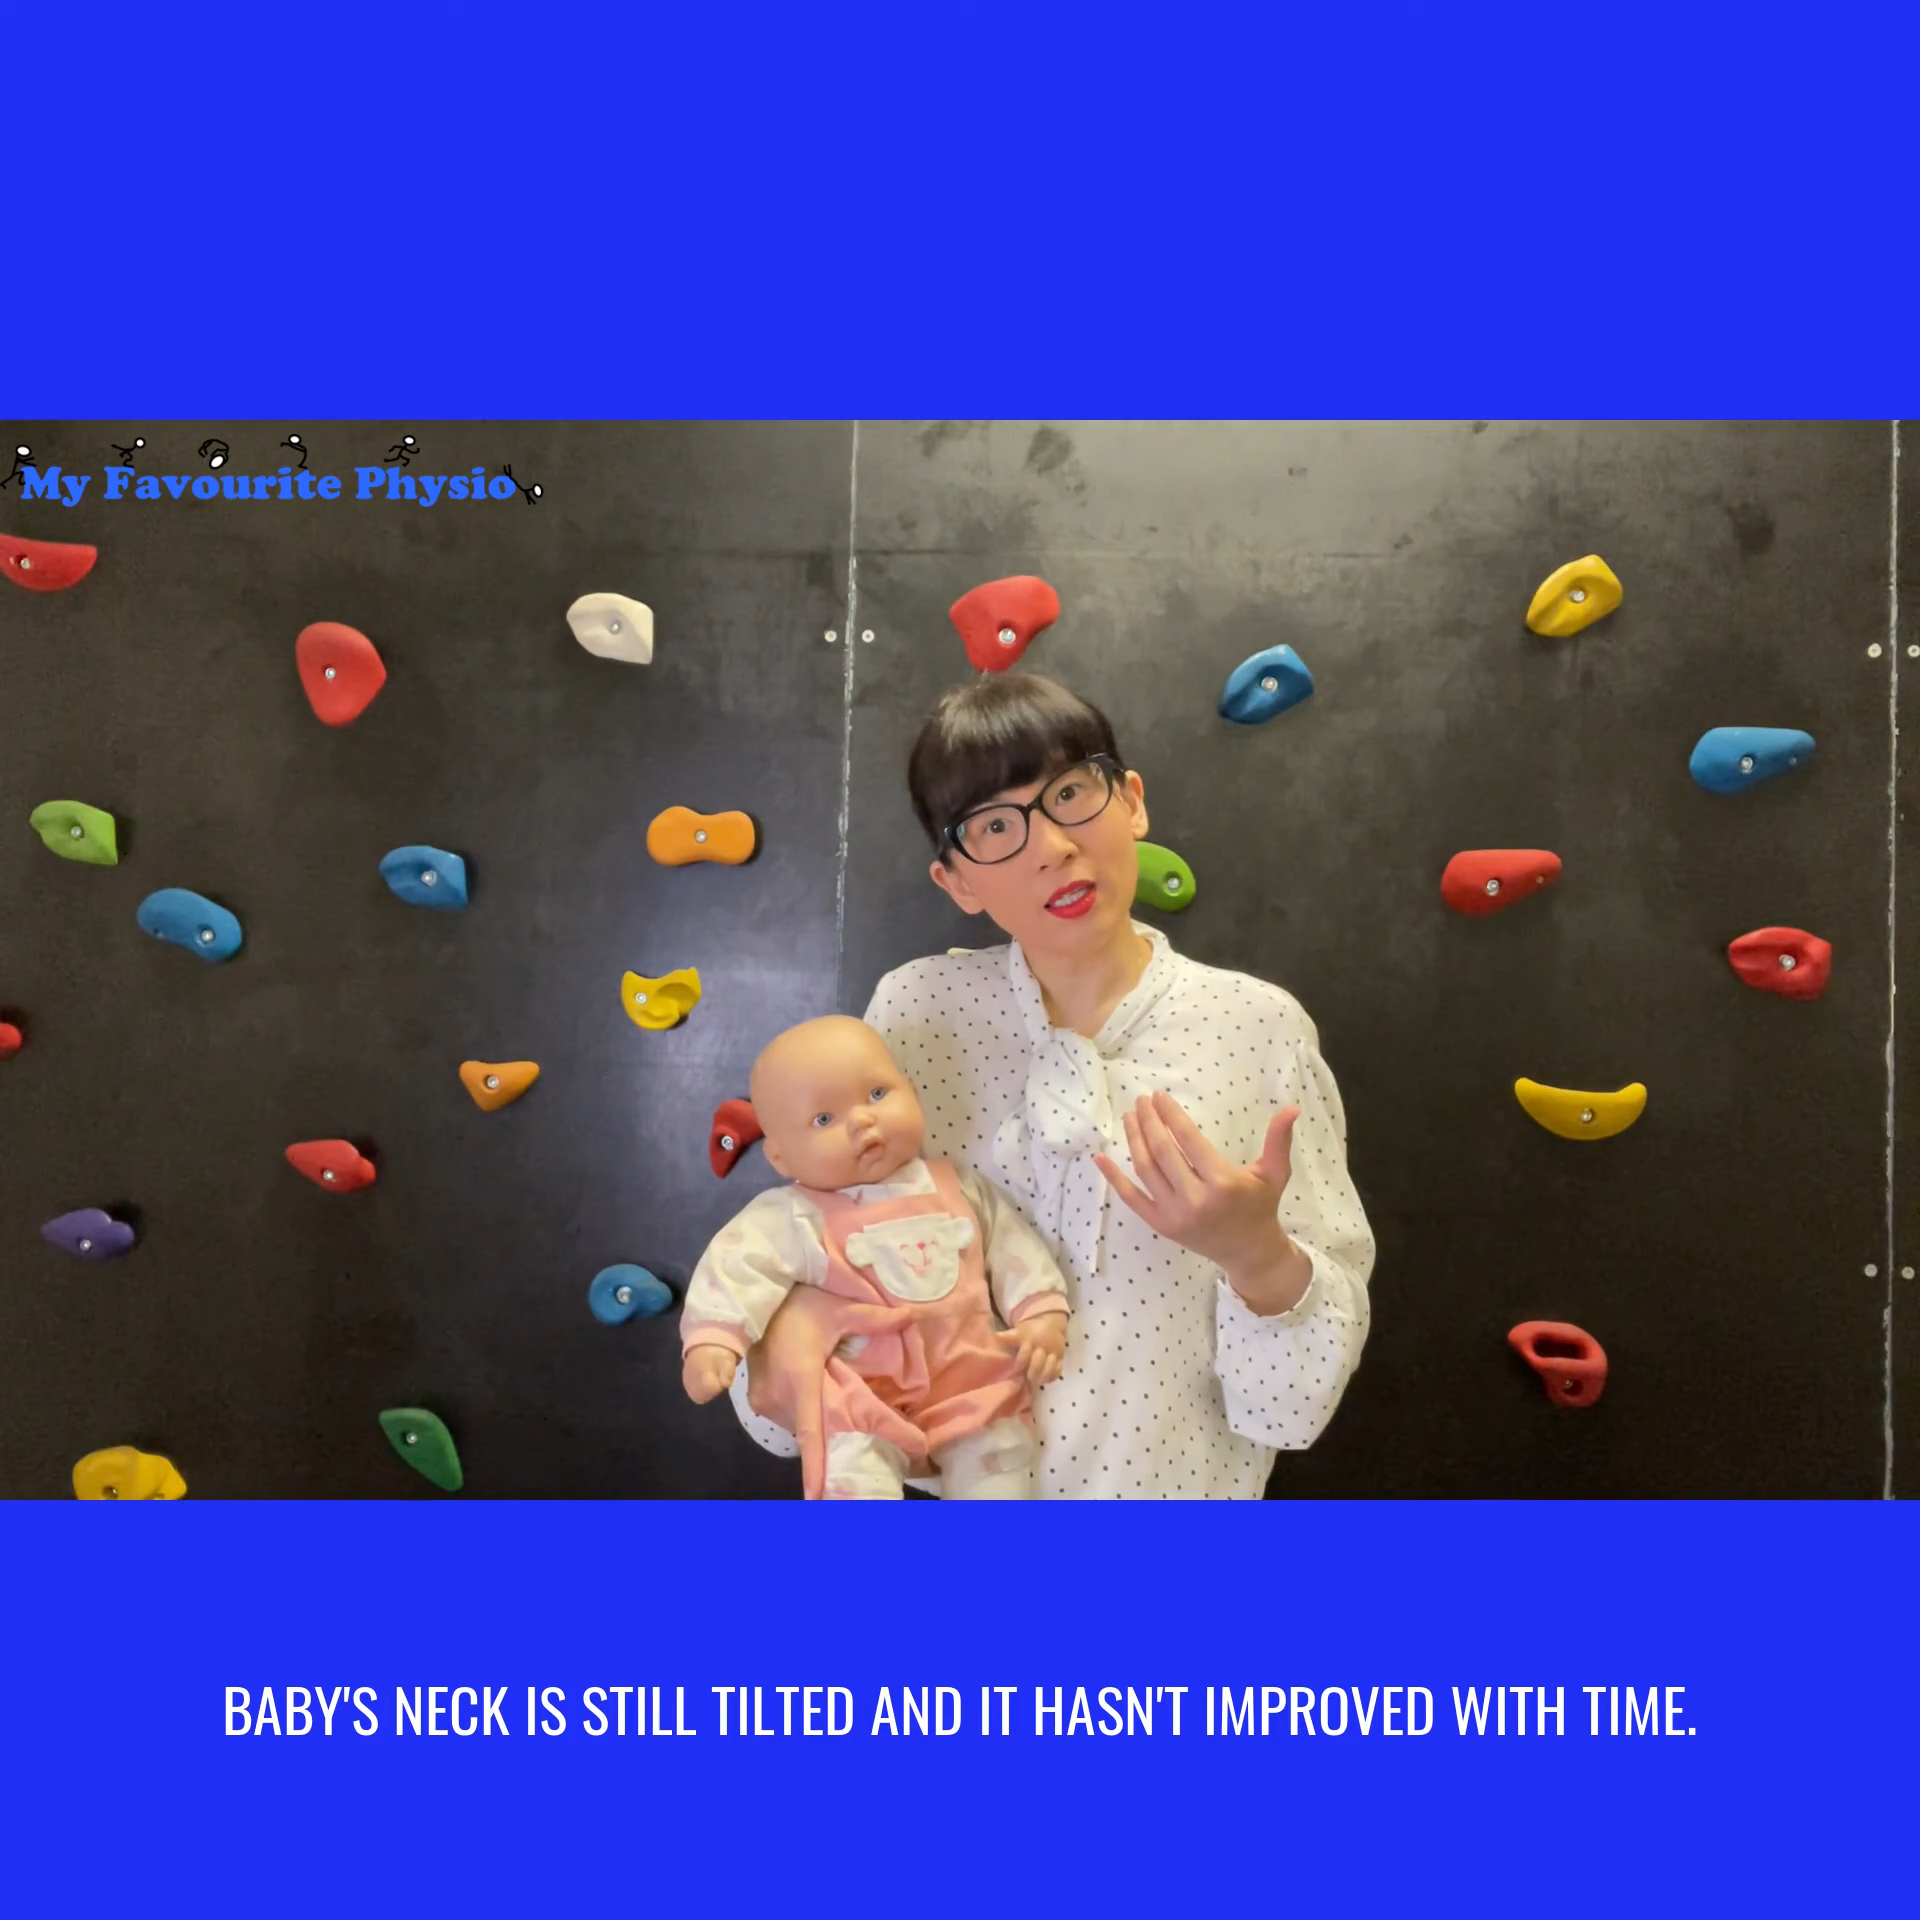 My Favourite Physio
BABY'S NECK IS STILL TILTED AND IT HASN'T IMPROVED WITH TIME.